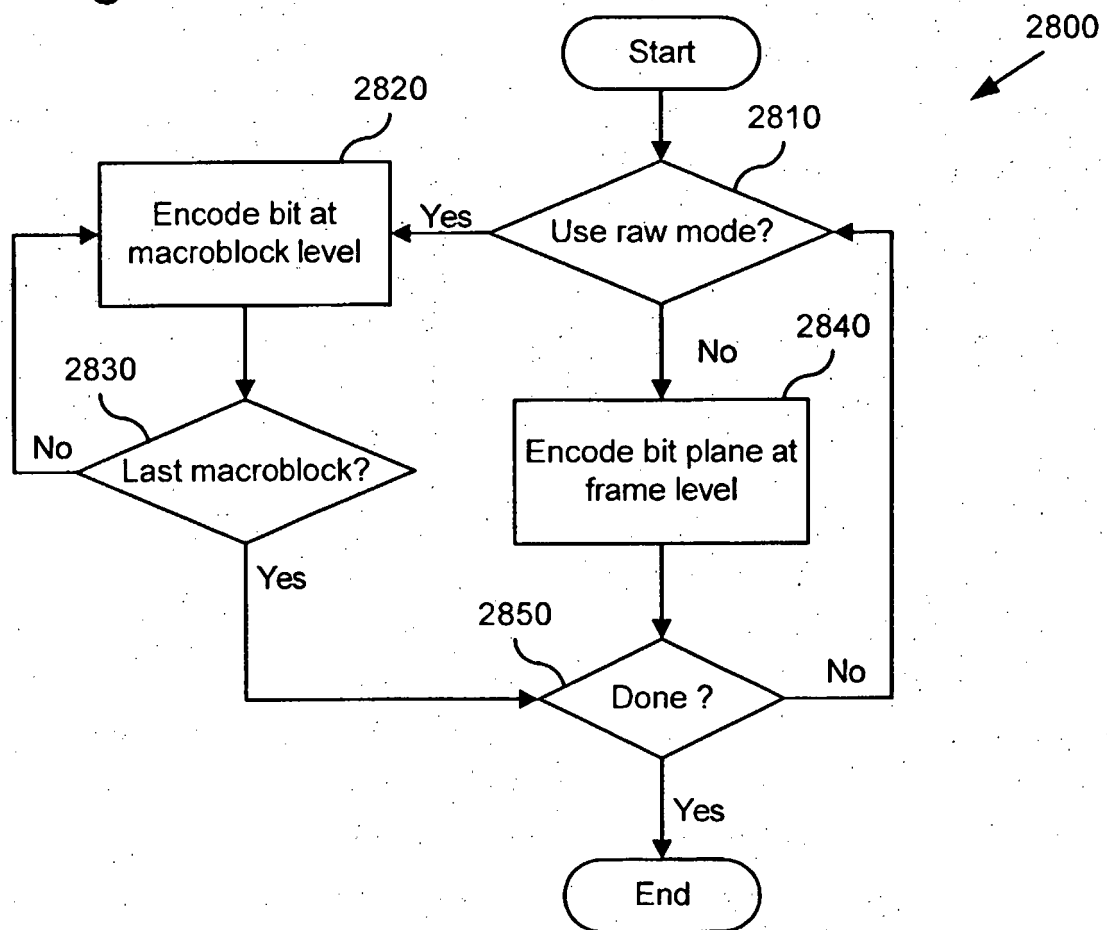 2800
Start
2820
2810
Encode bit at
macroblock level
Yes
Use raw mode?
2840
No
2830
No
Last macroblock?
Encode bit plane at
frame level
Yes
2850
Done ?
No
Yes
End